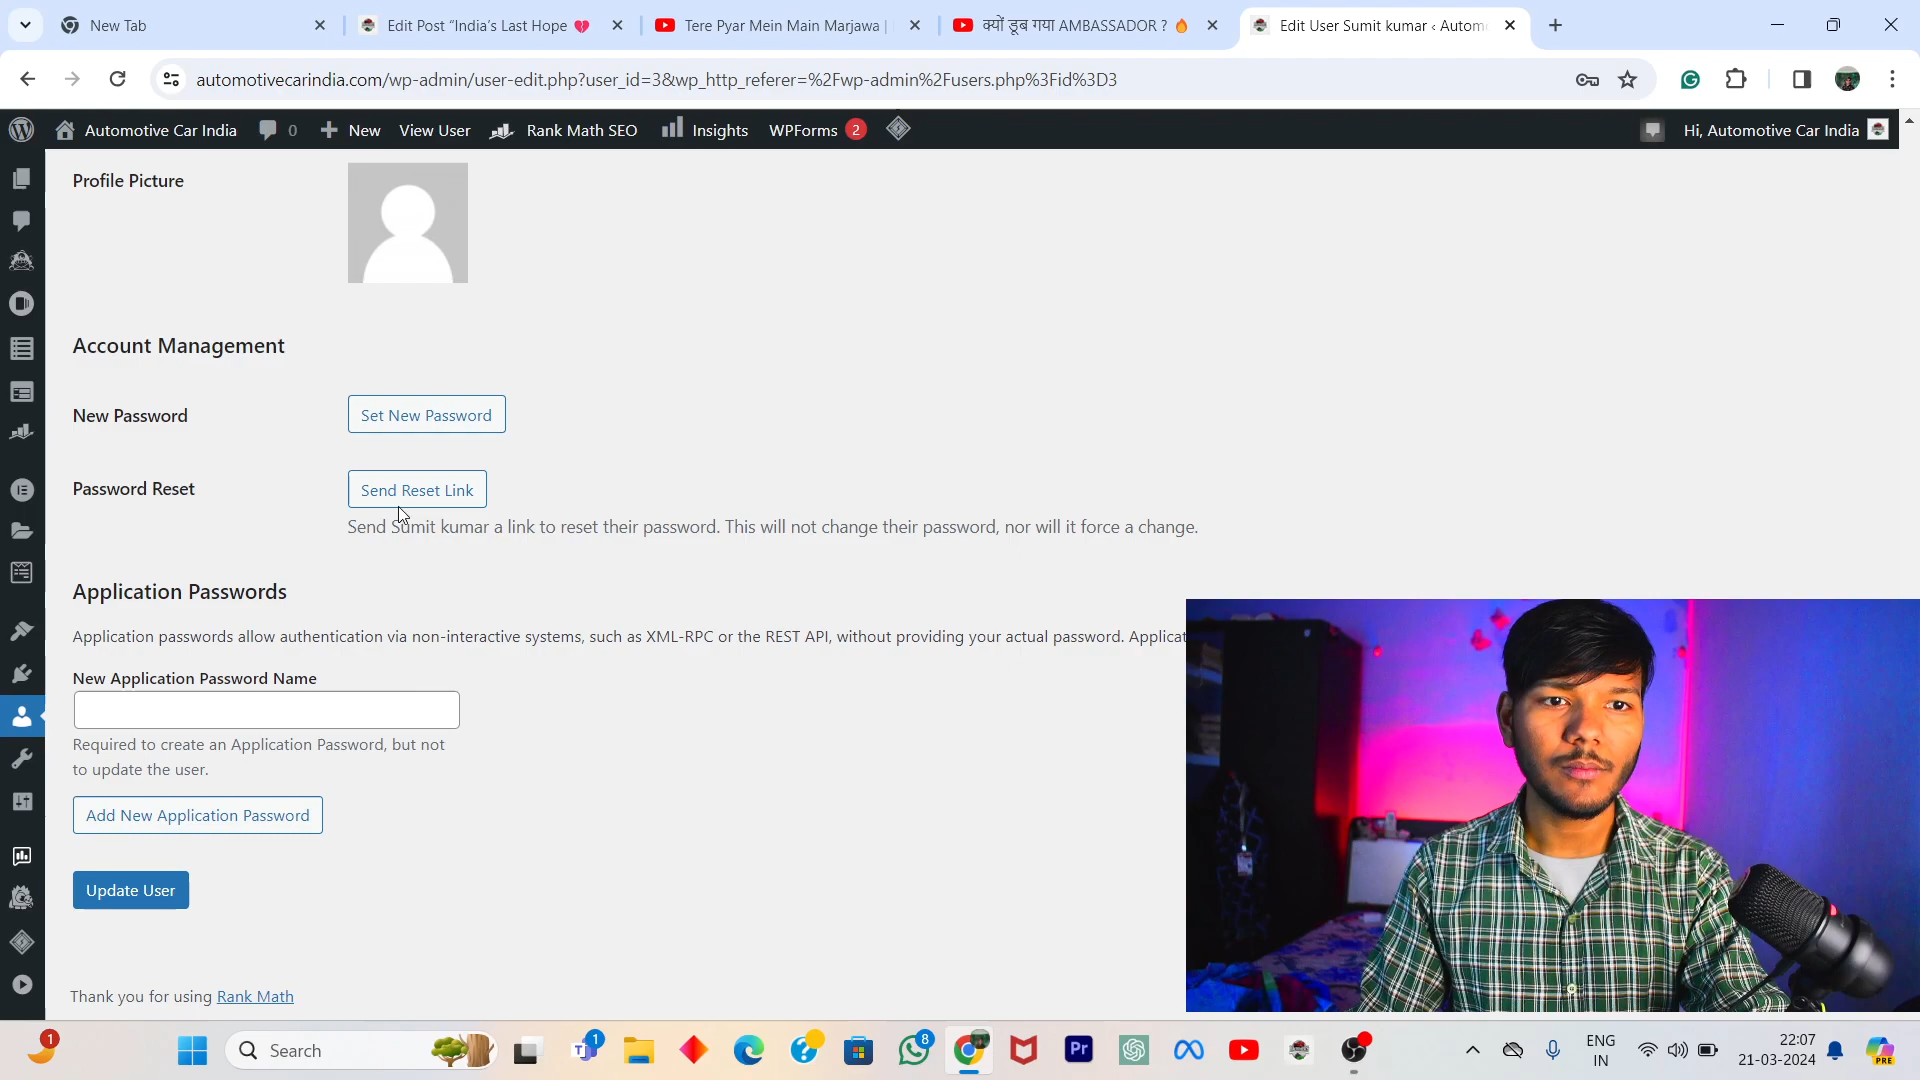 New Tab
Edit Post “India’s Last Hope 💔
Tere Pyar Mein Main Marjawa |
क्यों डूब गया AMBASSADOR ? 🔥
Edit User Sumit kumar ‹ Autom
automotivecarindia.com/wp-admin/user-edit.php?user_id=3&wp_http_referer=%2Fwp-admin%2Fusers.php%3Fid%3D3
Automotive Car India
0
New
View User
Rank Math SEO
Insights
WPForms
2
Hi, Automotive Car India
Profile Picture
Account Management
New Password
Set New Password
Password Reset
Send Reset Link
Send Sumit kumar a link to reset their password. This will not change their password, nor will it force a change.
Application Passwords
Application passwords allow authentication via non-interactive systems, such as XML-RPC or the REST API, without providing your actual password. Applicat
New Application Password Name
Required to create an Application Password, but not
to update the user.
Add New Application Password
Update User
Thank you for using Rank Math
1
Search
1
8
Pr
ENG
IN
22:07
21-03-2024
PRE